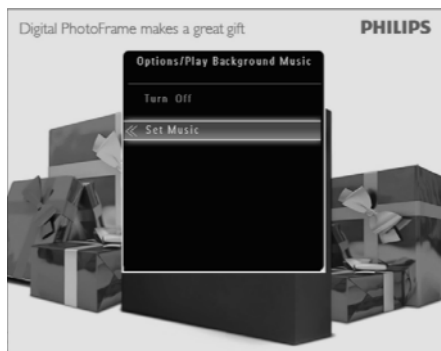 Digital PhotoFrame makes a great gift
PHILIPS
Options/Play Background Music
Turn Off
Set Music